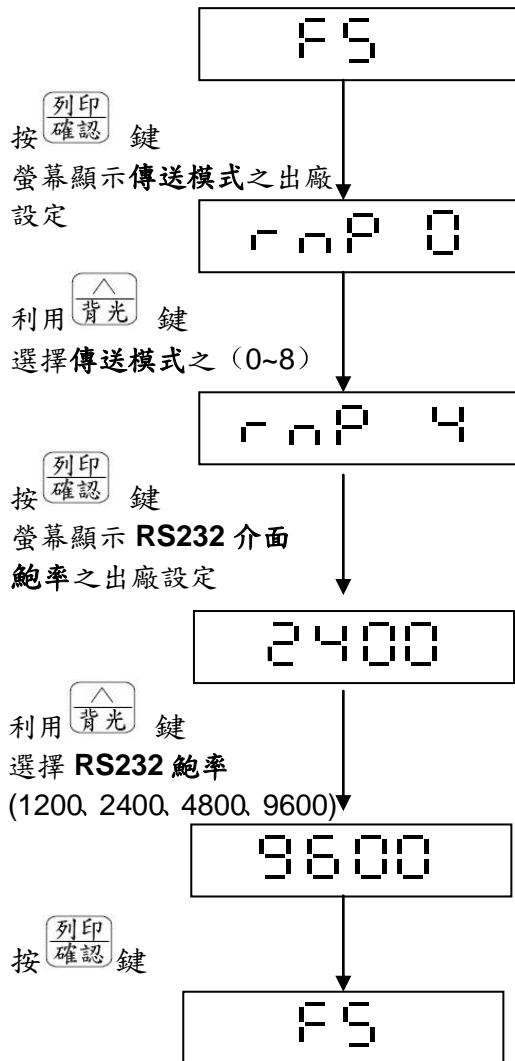 FS
列印
按 確認 鍵
螢幕顯示傳送模式之出廠
設定
rnP 0
︿
利用 背光 鍵
選擇傳送模式之（0~8）
rnP 4
列印
按 確認 鍵
螢幕顯示 RS232 介面
鮑率之出廠設定
2400
︿
利用 背光 鍵
選擇 RS232 鮑率
(1200、2400、4800、9600)
9600
列印
按 確認 鍵
FS